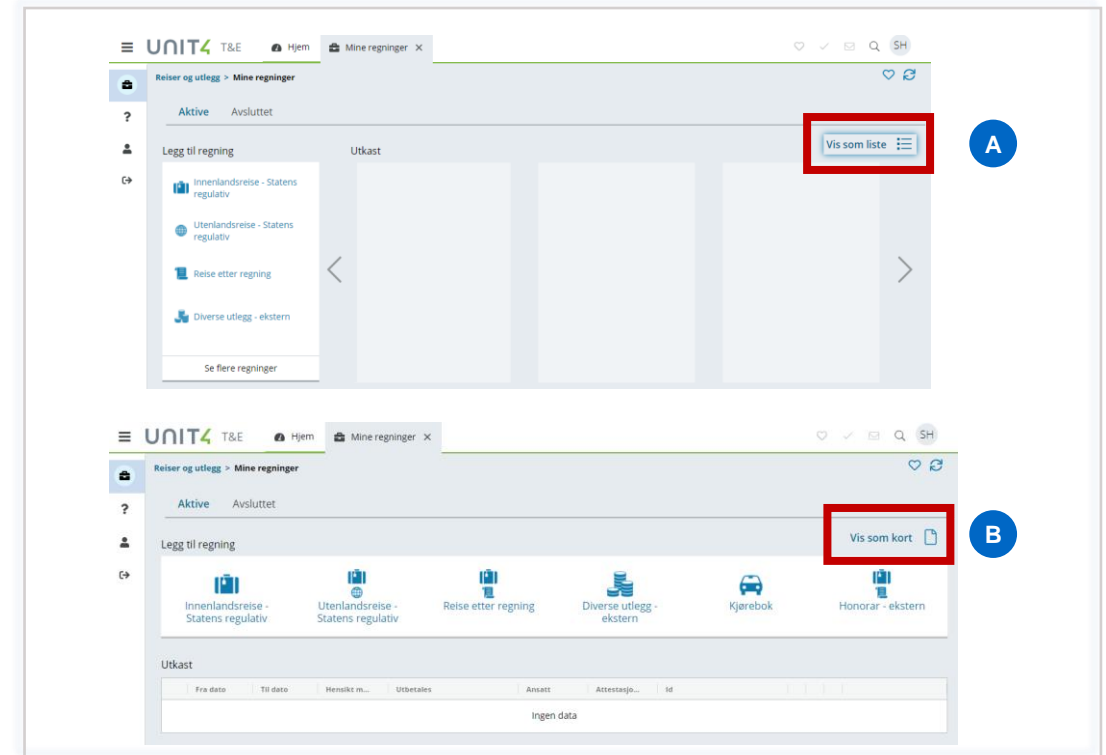 UNIT4 T&E Hjem Mine regninger × SH
Reiser og utlegg > Mine regninger
Aktive Avsluttet
Vis som liste
A
Legg til regning Utkast
Innenlandsreise - Statens
regulativ
Utenlandsreise - Statens
regulativ
Reise etter regning
Diverse utlegg - ekstern
Se flere regninger
UNIT4 T&E Hjem Mine regninger × SH
Reiser og utlegg > Mine regninger
Aktive Avsluttet
Vis som kort
B
Legg til regning
Innenlandsreise -
Statens regulativ
Utenlandsreise -
Statens regulativ
Reise etter regning
Diverse utlegg -
ekstern
Kjørebok
Honorar - ekstern
Utkast
Fra dato Til dato Hensikt m... Utbetales Ansatt Attestasjo... Id
Ingen data